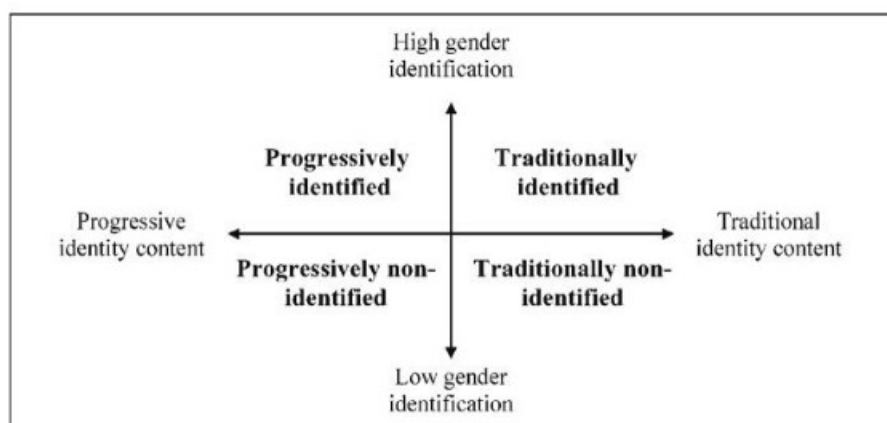 High gender
identification
Progressively
identified
Traditionally
identified
Progressive
identity content
Traditional
identity content
Progressively non-
identified
Traditionally non-
identified
Low gender
identification